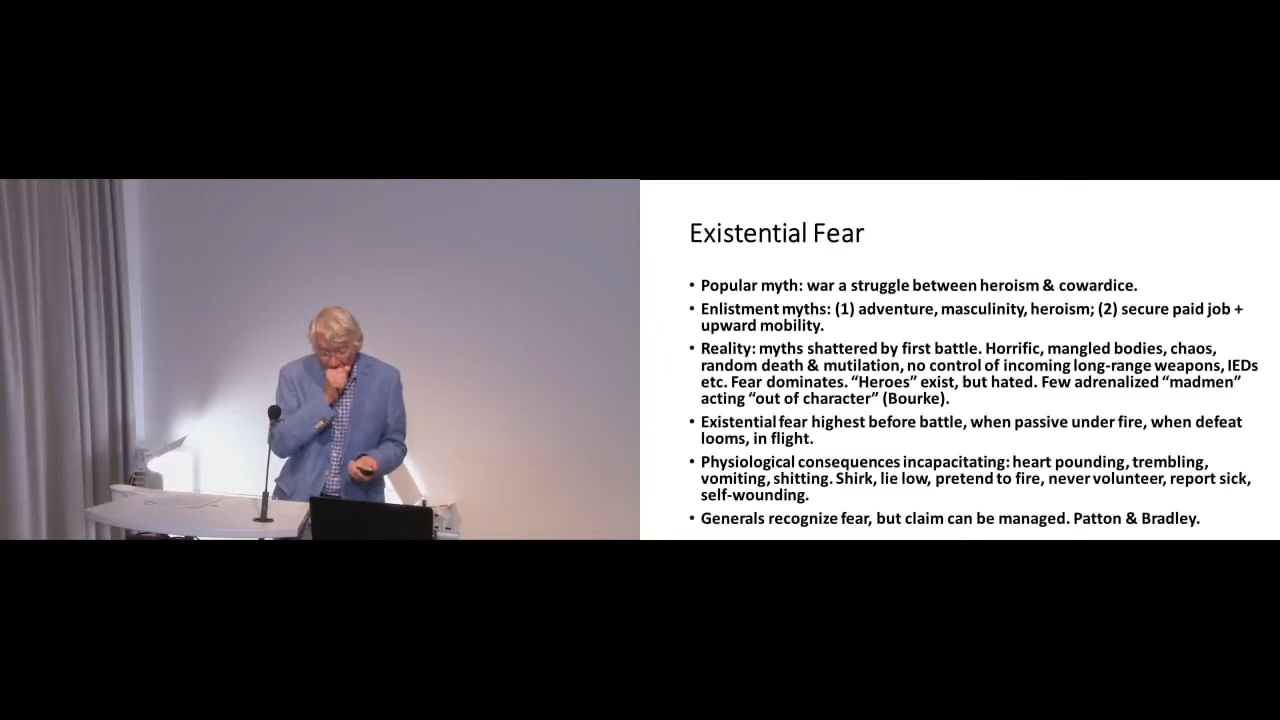 Existential Fear
• Popular myth: war a struggle between heroism & cowardice.
• Enlistment myths: (1) adventure, masculinity, heroism; (2) secure paid job +
upward mobility.
• Reality: myths shattered by first battle. Horrific, mangled bodies, chaos,
random death & mutilation, no control of incoming long-range weapons, IEDs
etc. Fear dominates. “Heroes” exist, but hated. Few adrenalized “madmen”
acting “out of character” (Bourke).
• Existential fear highest before battle, when passive under fire, when defeat
looms, in flight.
• Physiological consequences incapacitating: heart pounding, trembling,
vomiting, shitting. Shirk, lie low, pretend to fire, never volunteer, report sick,
self-wounding.
• Generals recognize fear, but claim can be managed. Patton & Bradley.